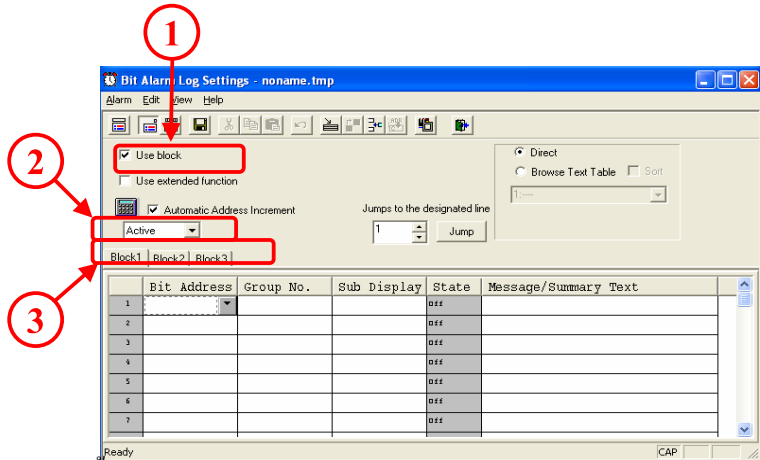 1
Bit Alarm Log Settings - noname.tmp
Alarm Edit View Help
2
Use block
Direct
Use extended function
Browse Text Table Sort
1:---
Automatic Address Increment
Jumps to the designated line
Active
1 Jump
Block1 Block2 Block3
3
Bit Address Group No. Sub Display State Message/Summary Text
1 Off
2 Off
3 Off
4 Off
5 Off
6 Off
7 Off
Ready CAP